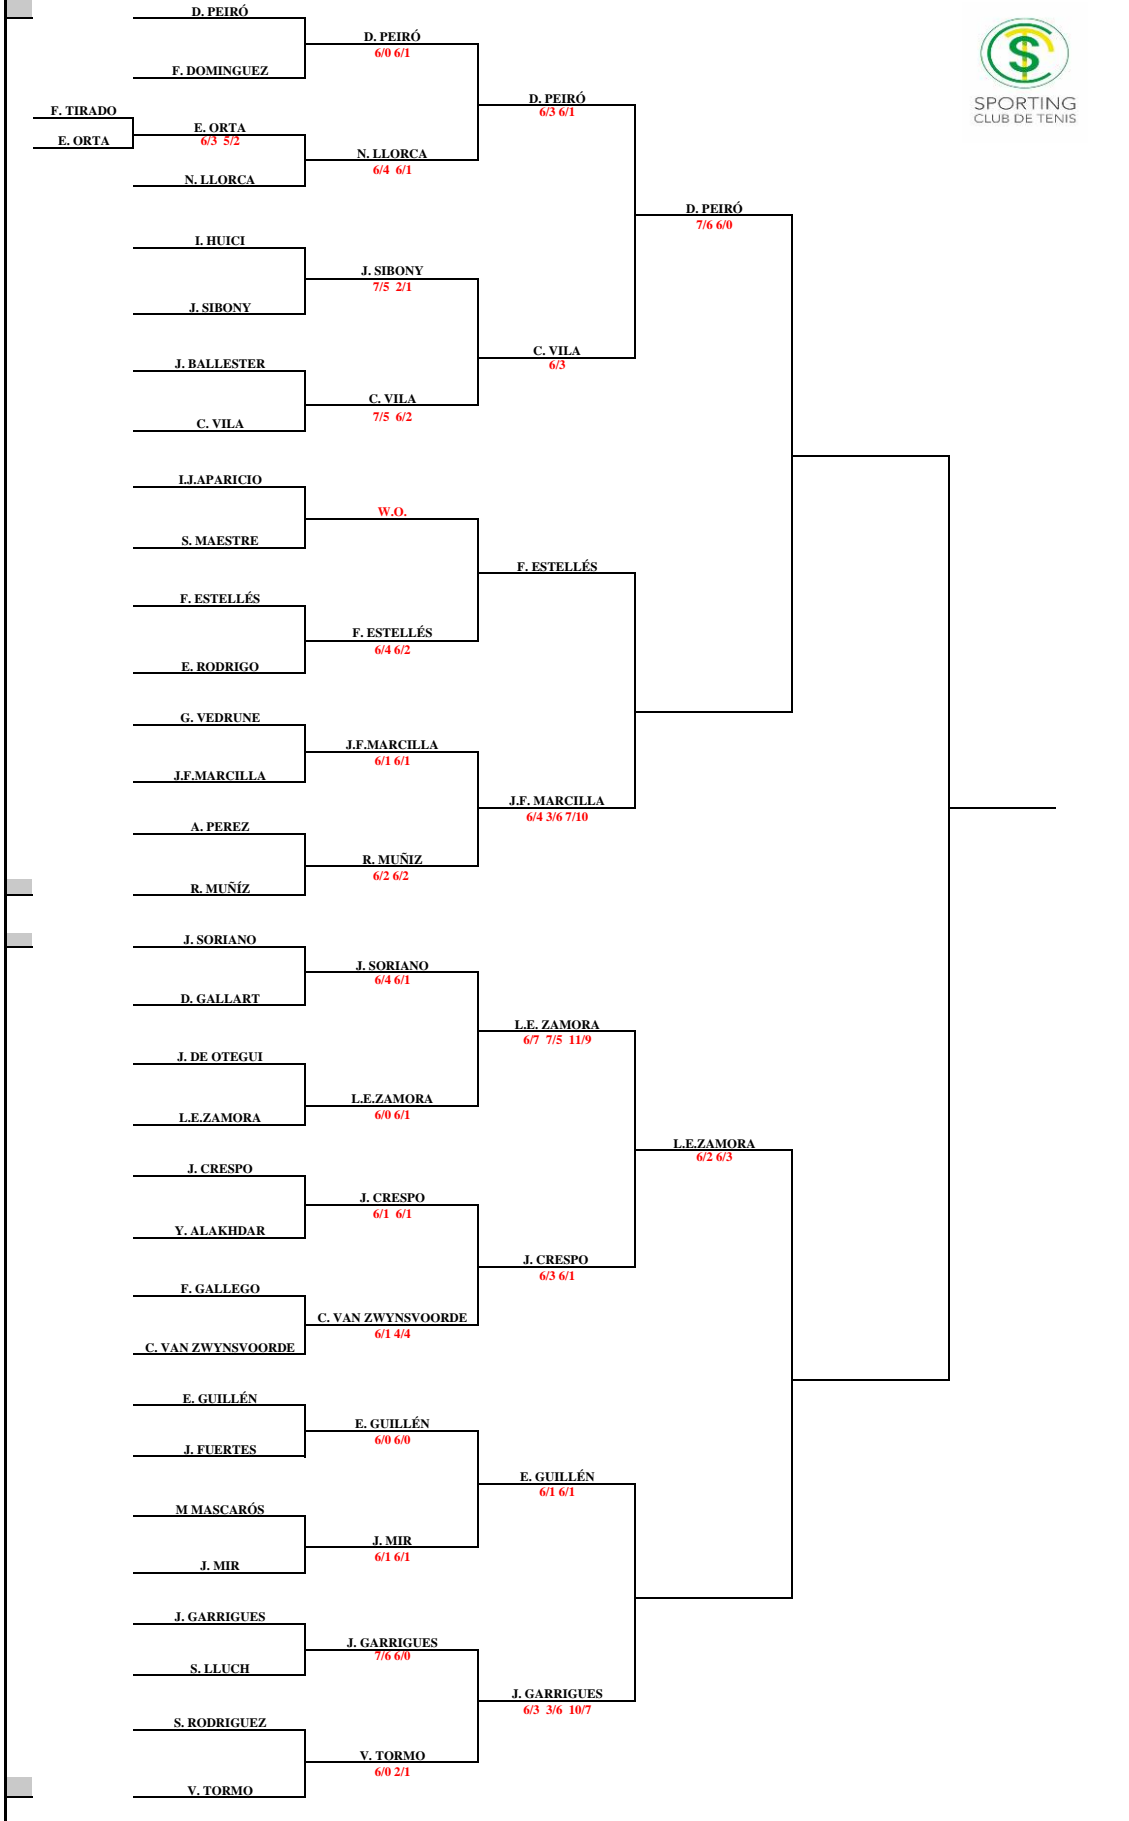 D. PEIRÓ
D. PEIRÓ
6/0 6/1
F. DOMINGUEZ
D. PEIRÓ
6/3 6/1
F. TIRADO
E. ORTA
E. ORTA
6/3 5/2
N. LLORCA
6/4 6/1
N. LLORCA
D. PEIRÓ
7/6 6/0
I. HUICI
J. SIBONY
7/5 2/1
J. SIBONY
C. VILA
6/3
J. BALLESTER
C. VILA
7/5 6/2
C. VILA
I.J.APARICIO
W.O.
S. MAESTRE
F. ESTELLÉS
F. ESTELLÉS
F. ESTELLÉS
6/4 6/2
E. RODRIGO
G. VEDRUNE
J.F.MARCILLA
6/1 6/1
J.F.MARCILLA
J.F. MARCILLA
6/4 3/6 7/10
A. PEREZ
R. MUÑIZ
6/2 6/2
R. MUÑÍZ
J. SORIANO
J. SORIANO
6/4 6/1
D. GALLART
L.E. ZAMORA
6/7 7/5 11/9
J. DE OTEGUI
L.E.ZAMORA
6/0 6/1
L.E.ZAMORA
L.E.ZAMORA
6/2 6/3
J. CRESPO
J. CRESPO
6/1 6/1
Y. ALAKHDAR
J. CRESPO
6/3 6/1
F. GALLEGO
C. VAN ZWYNSVOORDE
6/1 4/4
C. VAN ZWYNSVOORDE
E. GUILLÉN
E. GUILLÉN
6/0 6/0
J. FUERTES
E. GUILLÉN
6/1 6/1
M MASCARÓS
J. MIR
6/1 6/1
J. MIR
J. GARRIGUES
J. GARRIGUES
7/6 6/0
S. LLUCH
J. GARRIGUES
6/3 3/6 10/7
S. RODRIGUEZ
V. TORMO
6/0 2/1
V. TORMO
SPORTING
CLUB DE TENIS